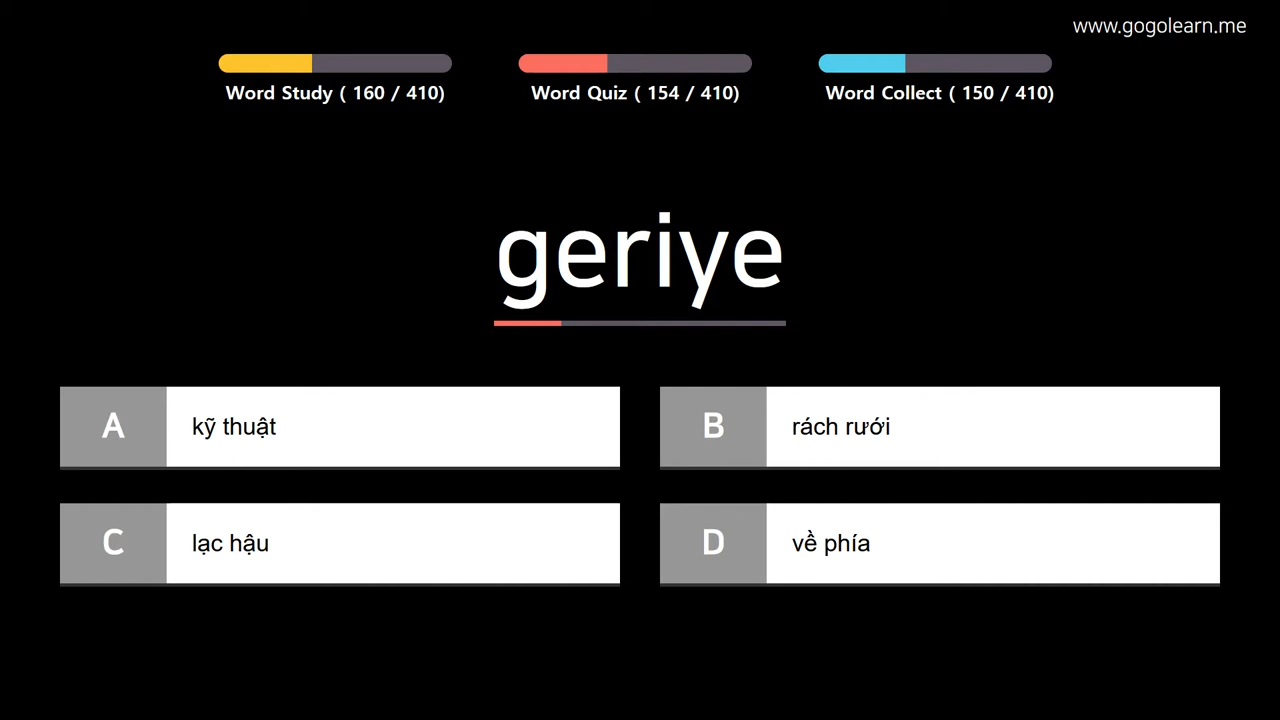 www.gogolearn.me
Word Study ( 160 / 410)
Word Quiz ( 154 / 410)
Word Collect ( 150 / 410)
geriye
A kỹ thuật
B rách rưới
C lạc hậu
D về phía